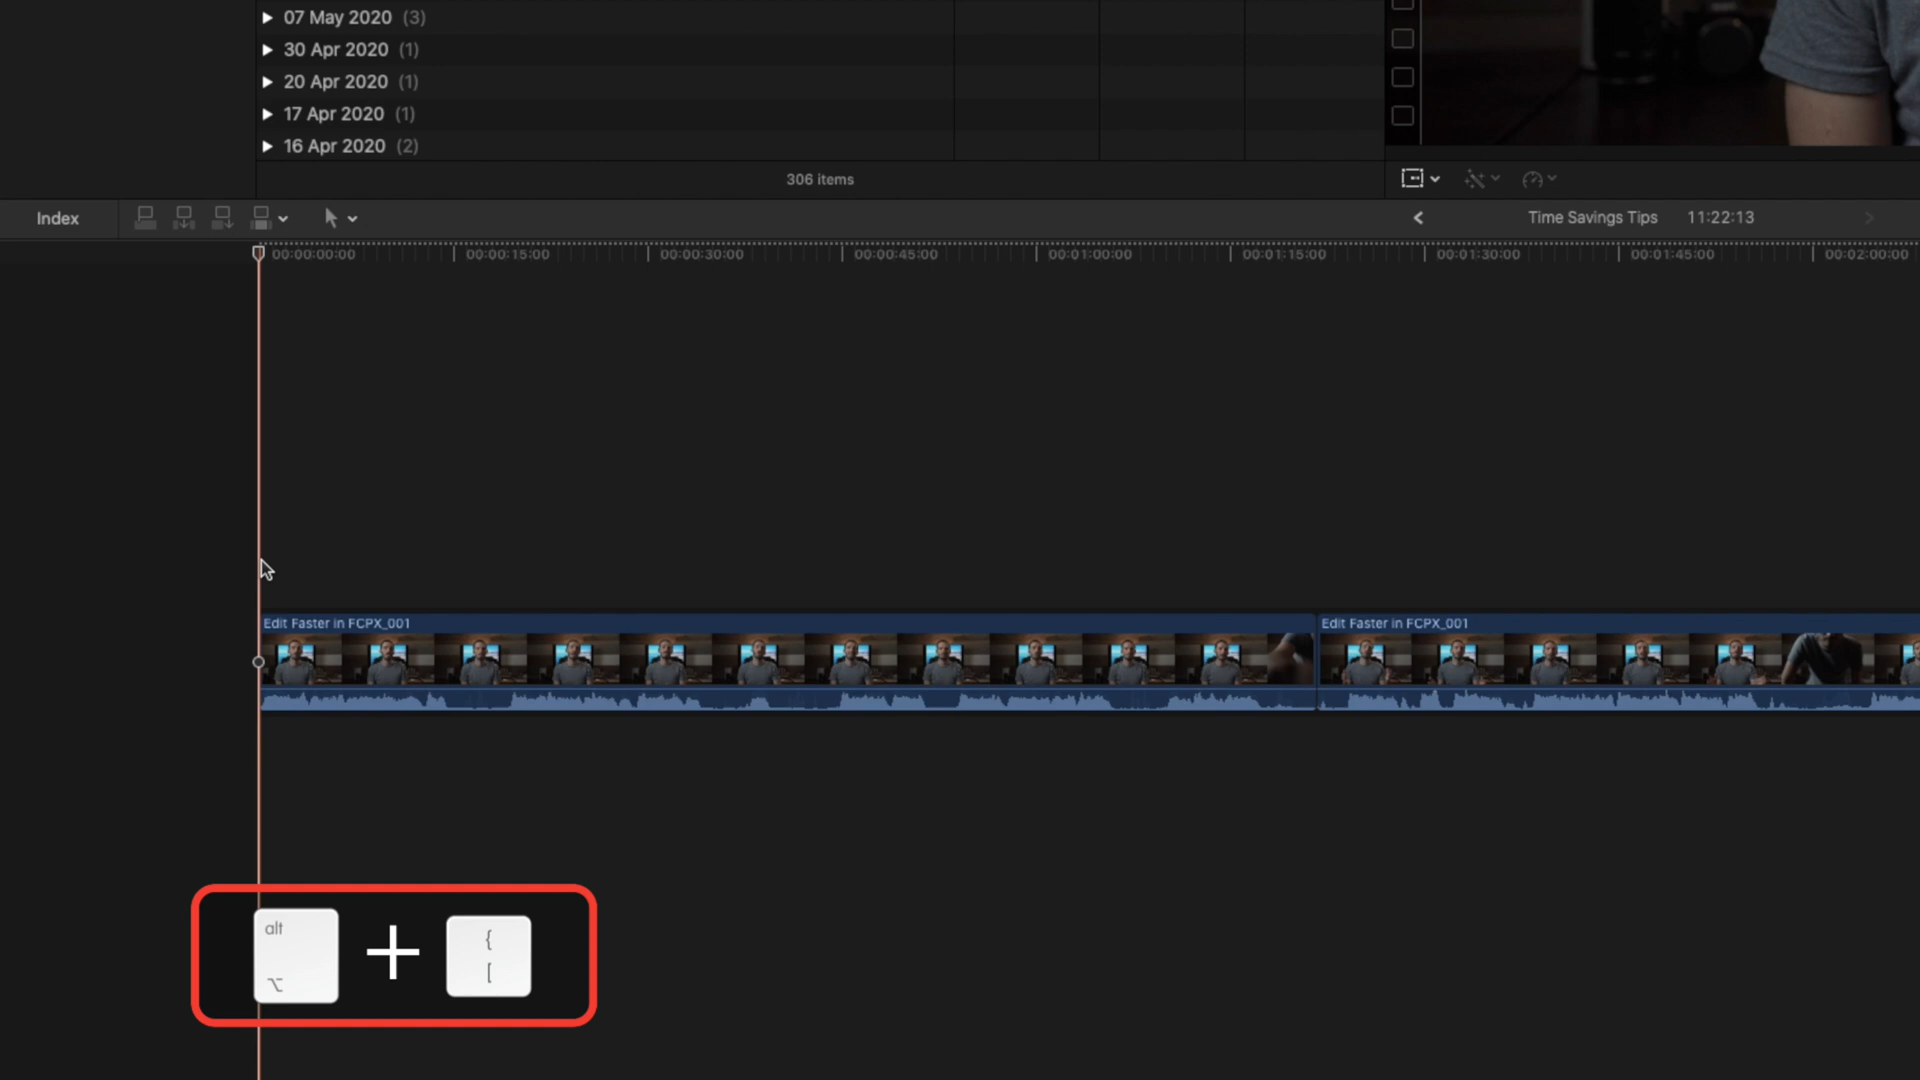 07 May 2020 (3)
30 Apr 2020 (1)
20 Apr 2020 (1)
17 Apr 2020 (1)
16 Apr 2020 (2)
306 items
Index
Time Savings Tips 11:22:13
00:00:00:00 00:00:15:00 00:00:30:00 00:00:45:00 00:01:00:00 00:01:15:00 00:01:30:00 00:01:45:00 00:02:00:00
Edit Faster in FCPX_001 Edit Faster in FCPX_001
alt
⌥
+
{
[